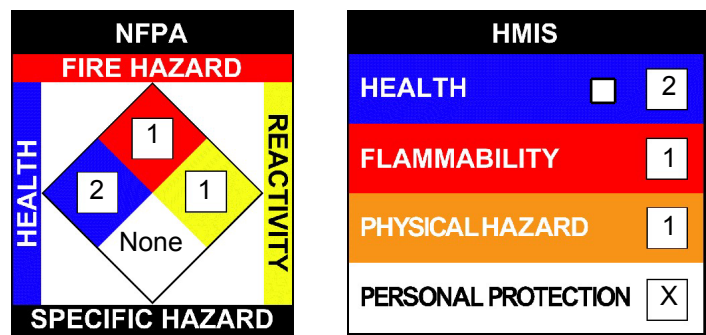 NFPA
FIRE HAZARD
HEALTH
1
2
1
None
REACTIVITY
SPECIFIC HAZARD
HMIS
HEALTH 2
FLAMMABILITY 1
PHYSICAL HAZARD 1
PERSONAL PROTECTION X